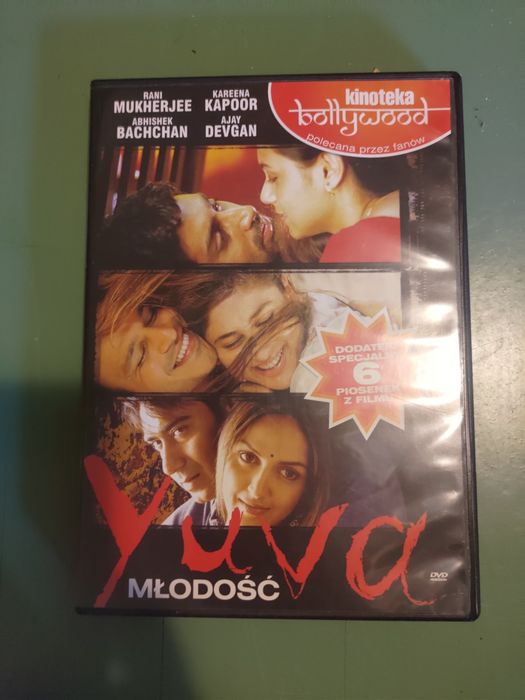 RANI
MUKHERJEE
KAREENA
KAPOOR
ABHISHEK
BACHCHAN
AJAY
DEVGAN
kinoteka
bollywood
polecana przez fanów
DODATEK
SPECJALNY
6
PIOSENEK
Z FILMU
Yuva
MŁODOŚĆ
DVD